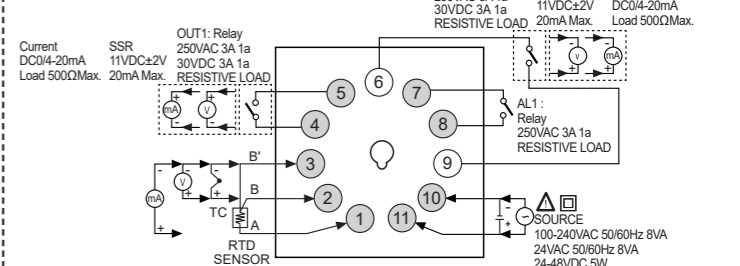 30VDC 3A 1a
RESISTIVE LOAD
11VDC±2V
20mA Max.
DC0/4-20mA
Load 500ΩMax.
Current
DC0/4-20mA
Load 500ΩMax.
SSR
11VDC±2V
20mA Max.
OUT1: Relay
250VAC 3A 1a
30VDC 3A 1a
RESISTIVE LOAD
- -
V mA
+ +
+ +
mA V
- -
5
6
7
4
8
AL1 :
Relay
250VAC 3A 1a
RESISTIVE LOAD
3
9
2
10
1
11
B'
B
A
- - -
mA V
+ + +
TC
RTD
SENSOR
-
+
SOURCE
100-240VAC 50/60Hz 8VA
24VAC 50/60Hz 8VA
24-48VDC 5W